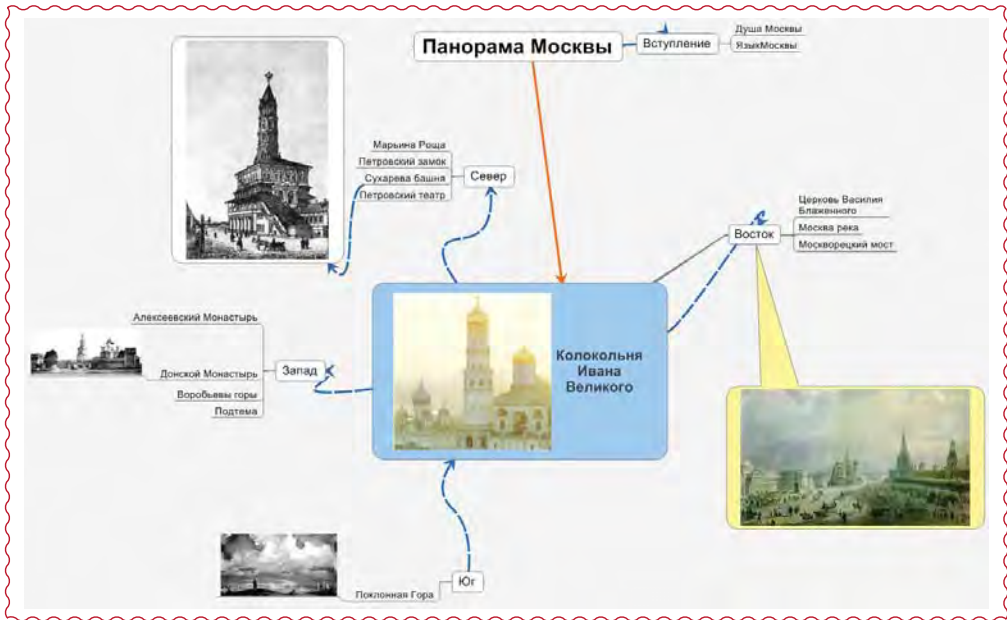 Панорама Москвы
Вступление
Душа Москвы
ЯзыкМосквы
Марьина Роща
Петровский замок
Сухарева башня
Петровский театр
Север
Восток
Церковь Василия
Блаженного
Москва река
Москворецкий мост
Алексеевский Монастырь
Донской Монастырь
Воробьевы горы
Подтема
Запад
Колокольня
Ивана
Великого
Поклонная Гора
Юг